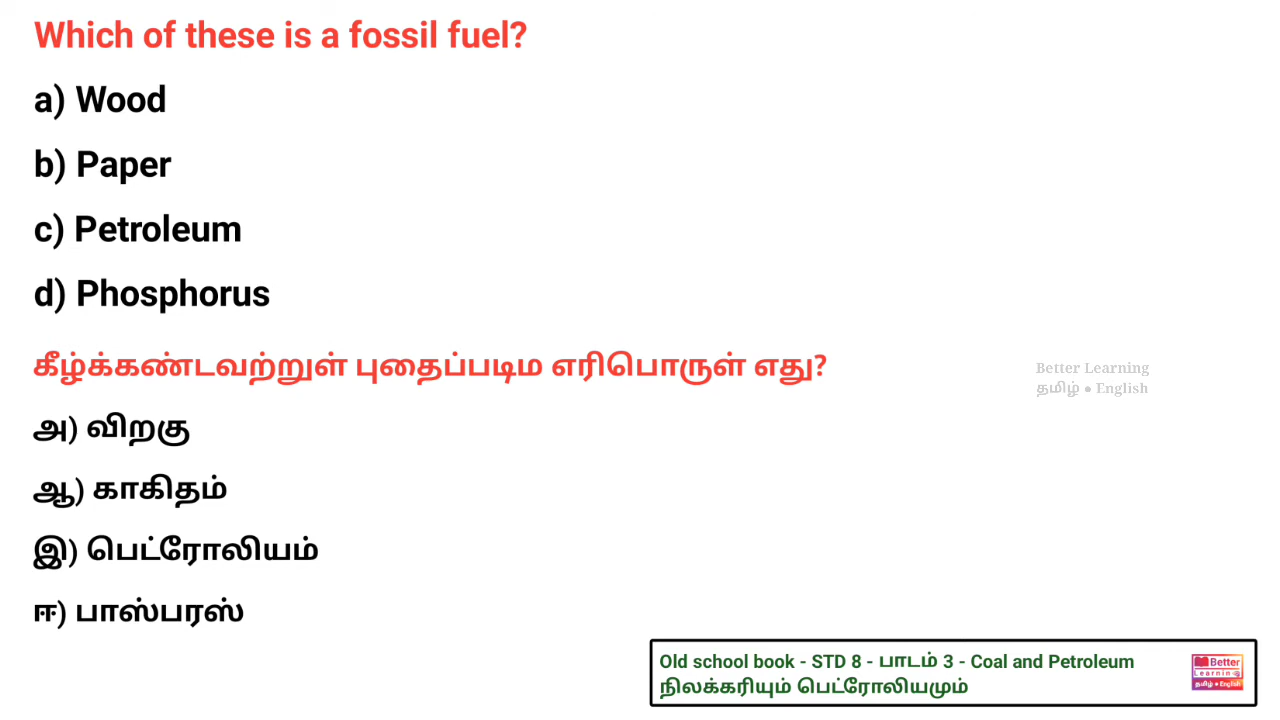 Which of these is a fossil fuel?
a) Wood
b) Paper
c) Petroleum
d) Phosphorus
கீழ்க்கண்டவற்றுள் புதைப்படிம எரிபொருள் எது?
அ) விறகு
ஆ) காகிதம்
இ) பெட்ரோலியம்
ஈ) பாஸ்பரஸ்
Better Learning
தமிழ் ● English
Old school book - STD 8 - பாடம் 3 - Coal and Petroleum
நிலக்கரியும் பெட்ரோலியமும்
Better
Learning
தமிழ் ● English